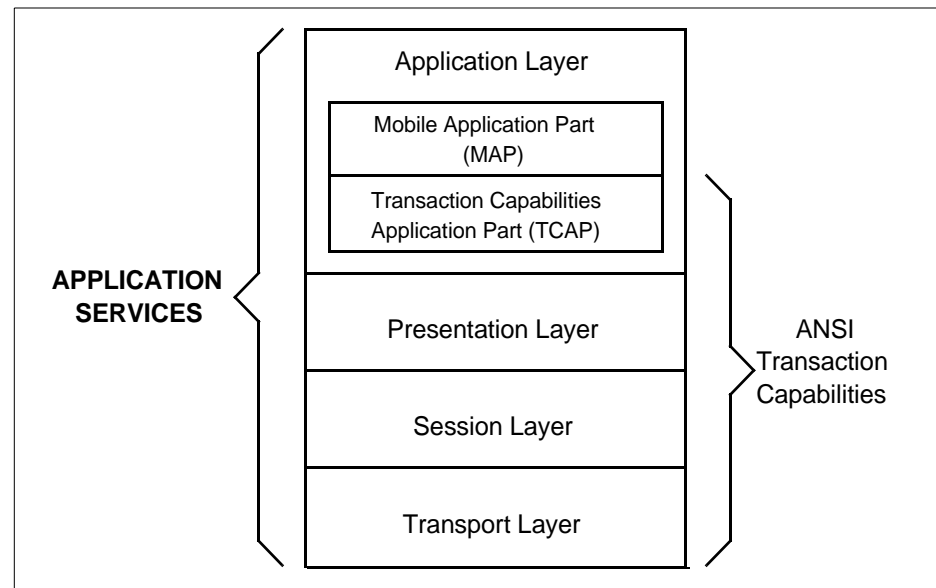 Application Layer
Mobile Application Part
(MAP)
Transaction Capabilities
Application Part (TCAP)
APPLICATION
SERVICES
Presentation Layer
ANSI
Transaction
Capabilities
Session Layer
Transport Layer